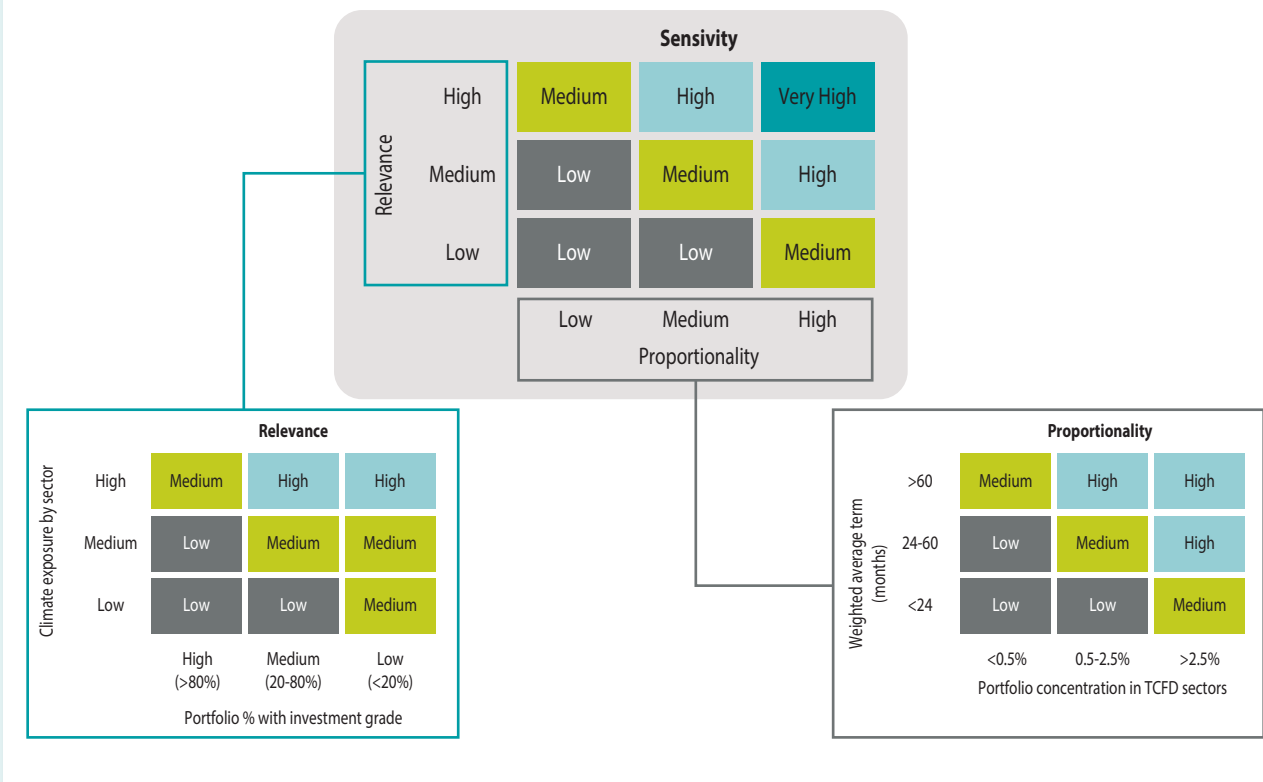 Sensivity
Relevance
High Medium High Very High
Medium Low Medium High
Low Low Low Medium
Low Medium High
Proportionality
Relevance
Climate exposure by sector
High Medium High High
Medium Low Medium Medium
Low Low Low Medium
High Medium Low
(>80%) (20-80%) (<20%)
Portfolio % with investment grade
Proportionality
Weighted average term
(months)
>60 Medium High High
24-60 Low Medium High
<24 Low Low Medium
<0.5% 0.5-2.5% >2.5%
Portfolio concentration in TCFD sectors